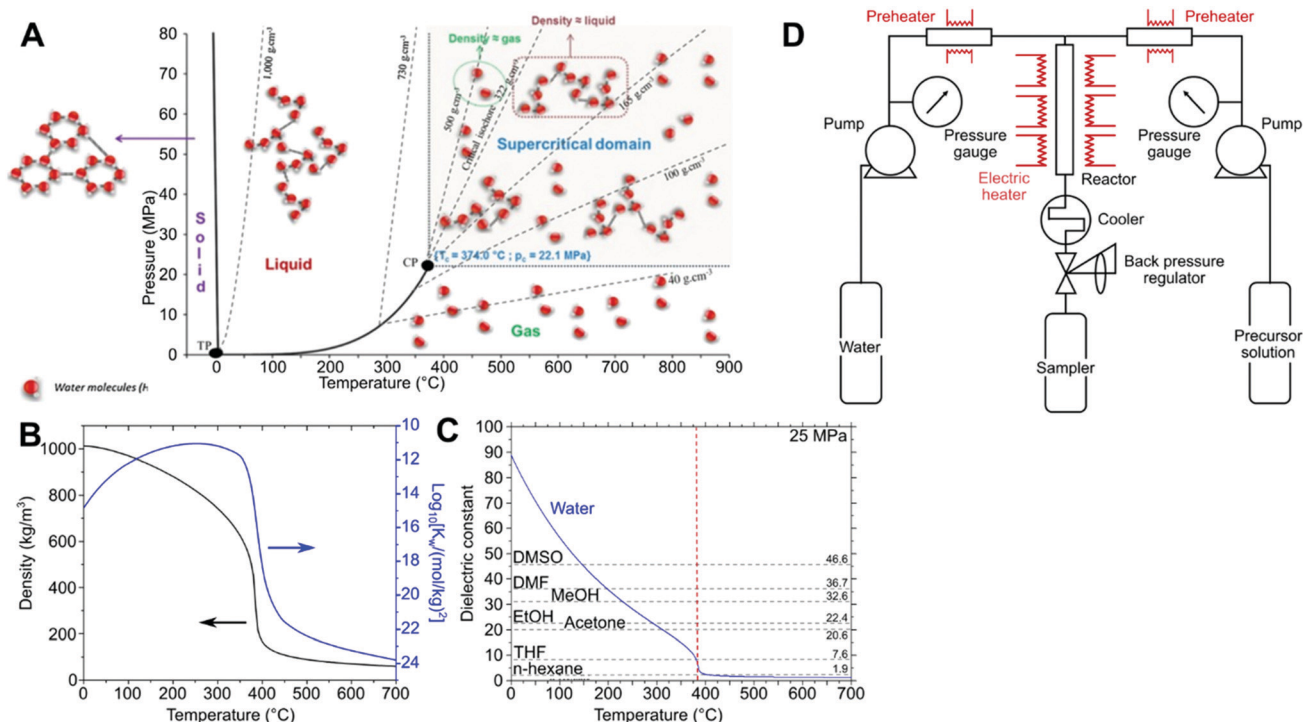 A
Pressure (MPa)
80
70
60
50
40
30
20
10
0
Solid
1,000 g.cm⁻³
730 g.cm⁻³
Density ≈ gas
Density ≈ liquid
500 g.cm⁻³
Critical isochore 322 g.cm⁻³
165 g.cm⁻³
Supercritical domain
100 g.cm⁻³
Liquid
CP
{Tc = 374.0 °C ; pc = 22.1 MPa}
40 g.cm⁻³
Gas
TP
0 100 200 300 400 500 600 700 800 900
Temperature (°C)
Water molecules (h
B
Density (kg/m³)
1000
800
600
400
200
0
0 100 200 300 400 500 600 700
Temperature (°C)
10
11
12
16
20
22
24
Log₁₀[Kw/(mol/kg)²]
C
25 MPa
Dielectric constant
100
90
80
70
60
50
40
30
20
10
0
Water
DMSO 46,6
DMF 36,7
MeOH 32,6
EtOH 22,4
Acetone 20,6
THF 7,6
n-hexane 1,9
0 100 200 300 400 500 600 700
Temperature (°C)
D
Preheater
Preheater
Pump
Pressure
gauge
Electric
heater
Reactor
Pressure
gauge
Pump
Cooler
Back pressure
regulator
Water
Sampler
Precursor
solution